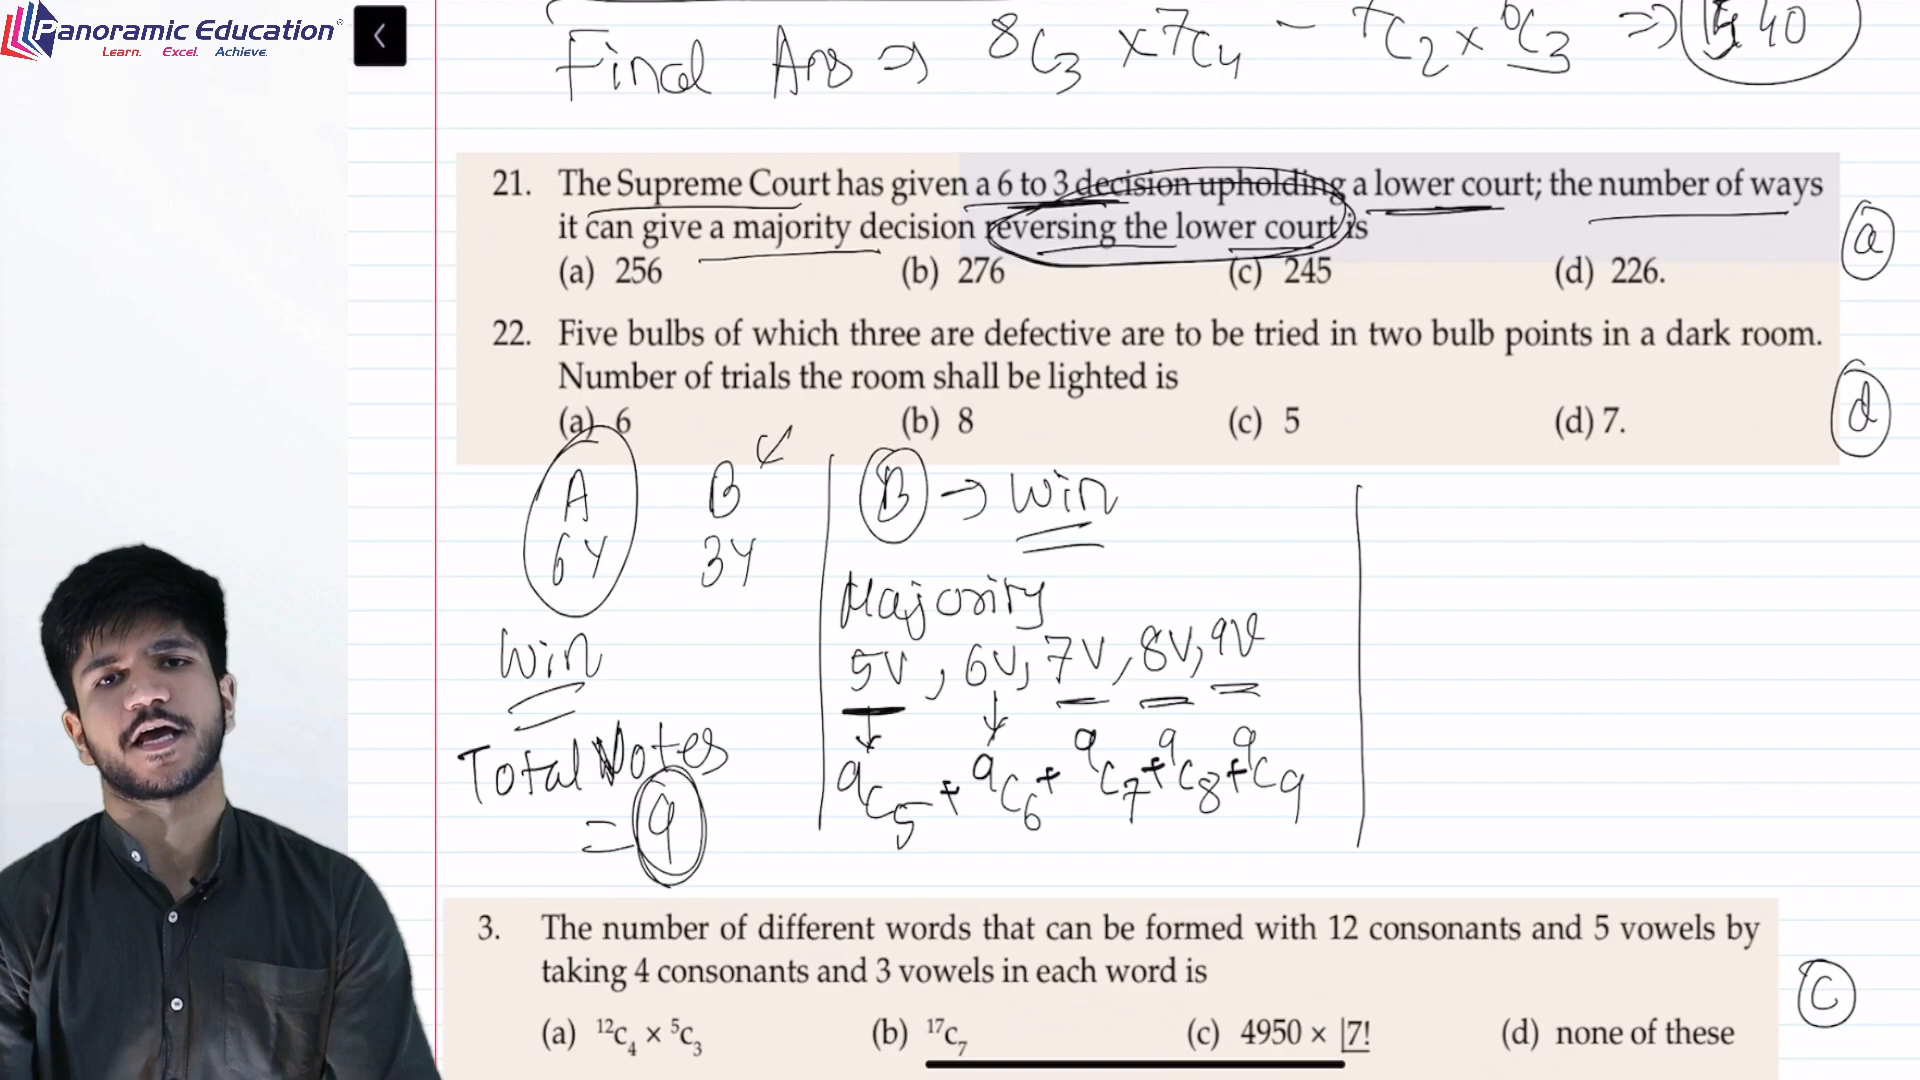 Panoramic Education®
Learn. Excel. Achieve.
Final Ans ⇒ 8C3 × 7C4 - 7C2 × 6C3 ⇒ 40
21. The Supreme Court has given a 6 to 3 decision upholding a lower court; the number of ways
it can give a majority decision reversing the lower court is
(a) 256 (b) 276 (c) 245 (d) 226.
a
22. Five bulbs of which three are defective are to be tried in two bulb points in a dark room.
Number of trials the room shall be lighted is
(a) 6 (b) 8 (c) 5 (d) 7.
d
A B
6Y 3Y
Win
Total Votes
= 9
B → Win
Majority
5V, 6V, 7V, 8V, 9V
9C5 + 9C6 + 9C7 + 9C8 + 9C9
3. The number of different words that can be formed with 12 consonants and 5 vowels by
taking 4 consonants and 3 vowels in each word is
(a) ¹²c₄ × ⁵c₃ (b) ¹⁷c₇ (c) 4950 × |7! (d) none of these
c